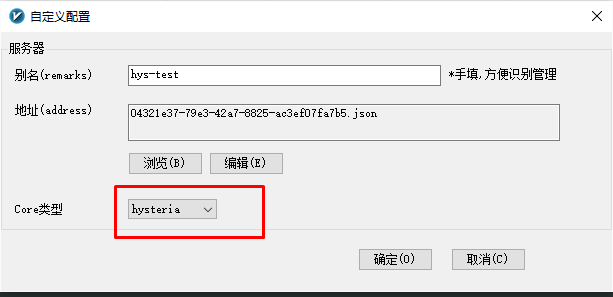 自定义配置
服务器
别名(remarks) hys-test *手填,方便识别管理
地址(address) 04321e37-79e3-42a7-8825-ac3ef07fa7b5.json
浏览(B) 编辑(E)
Core类型 hysteria
确定(O) 取消(C)